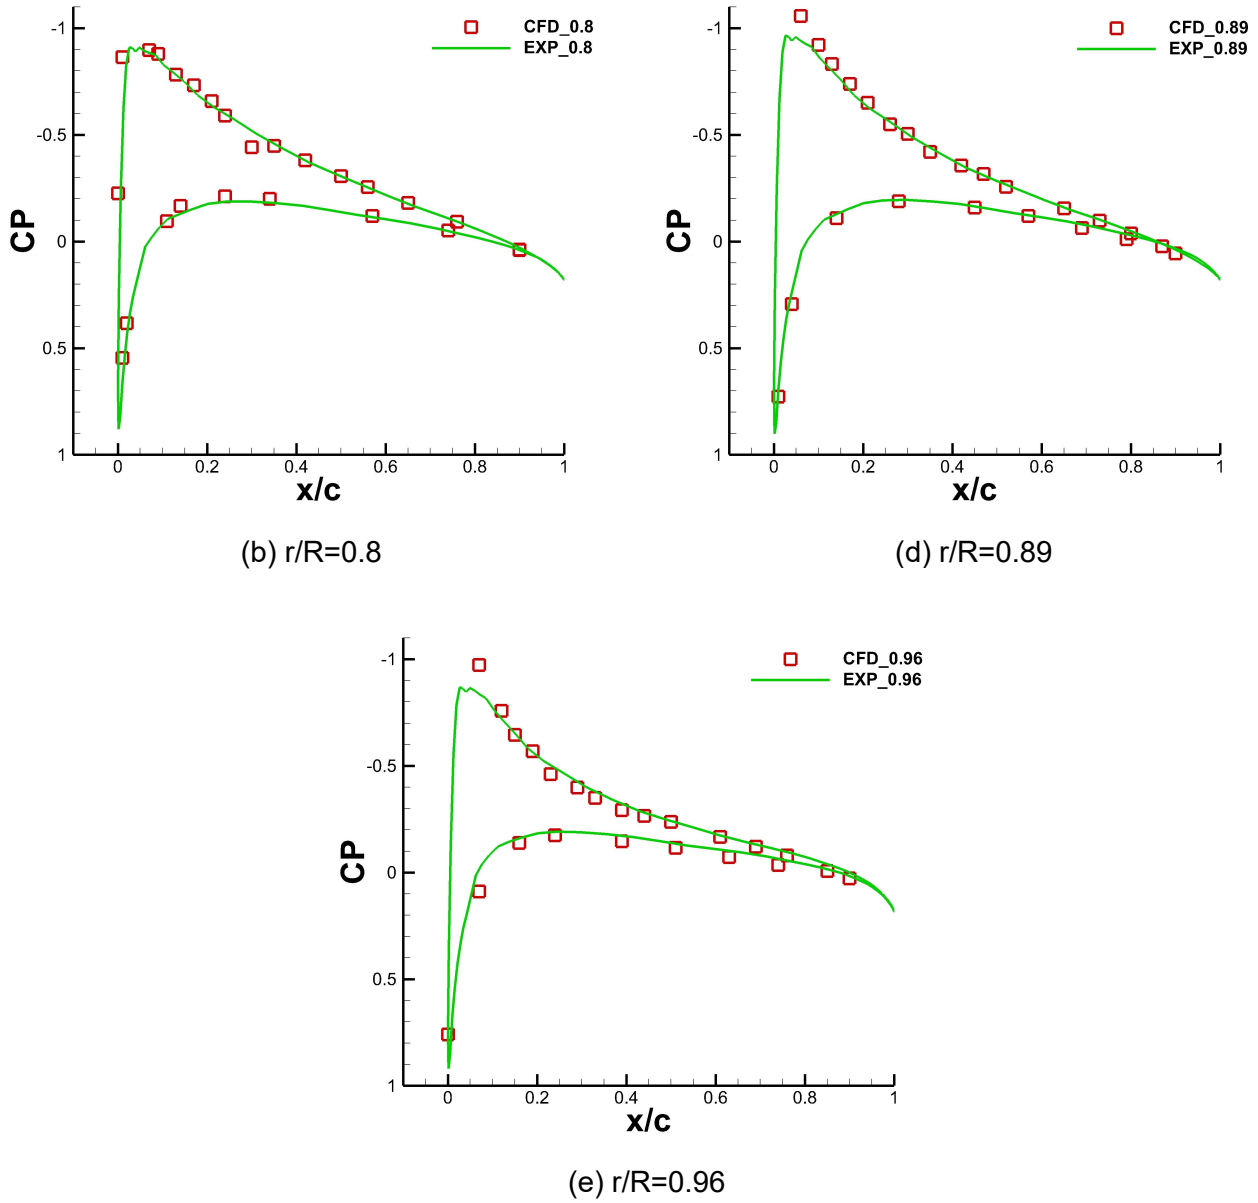 CFD_0.8
EXP_0.8
-1
-0.5
0
0.5
1
CP
0 0.2 0.4 0.6 0.8 1
x/c
(b) r/R=0.8
CFD_0.89
EXP_0.89
-1
-0.5
0
0.5
1
CP
0 0.2 0.4 0.6 0.8 1
x/c
(d) r/R=0.89
CFD_0.96
EXP_0.96
-1
-0.5
0
0.5
1
CP
0 0.2 0.4 0.6 0.8 1
x/c
(e) r/R=0.96